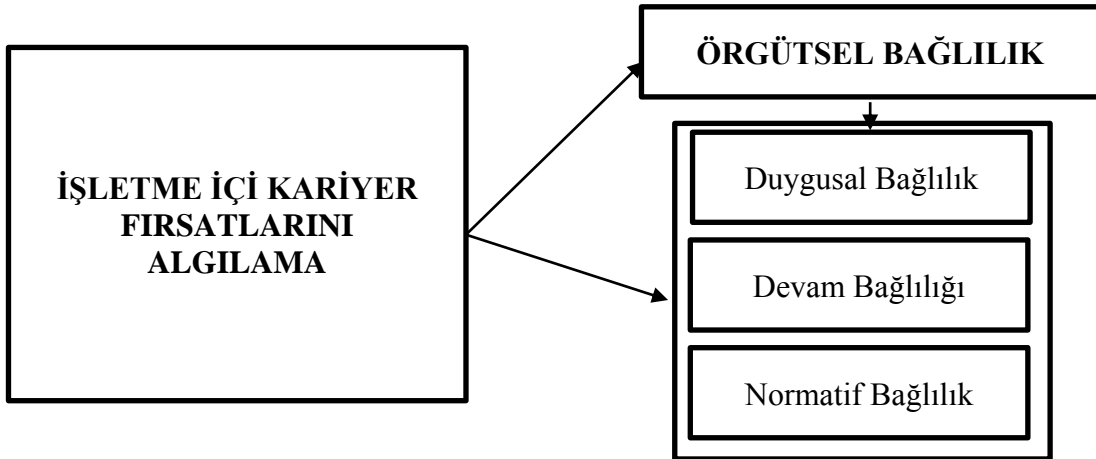 İŞLETME İÇİ KARİYER
FIRSATLARINI
ALGILAMA
ÖRGÜTSEL BAĞLILIK
Duygusal Bağlılık
Devam Bağlılığı
Normatif Bağlılık